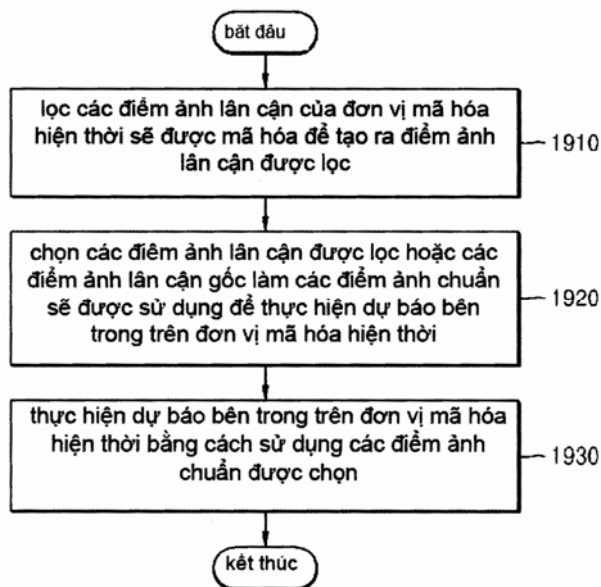 bắt đầu
lọc các điểm ảnh lân cận của đơn vị mã hóa
hiện thời sẽ được mã hóa để tạo ra điểm ảnh
lân cận được lọc
1910
chọn các điểm ảnh lân cận được lọc hoặc các
điểm ảnh lân cận gốc làm các điểm ảnh chuẩn
sẽ được sử dụng để thực hiện dự báo bên
trong trên đơn vị mã hóa hiện thời
1920
thực hiện dự báo bên trong trên đơn vị mã hóa
hiện thời bằng cách sử dụng các điểm ảnh
chuẩn được chọn
1930
kết thúc